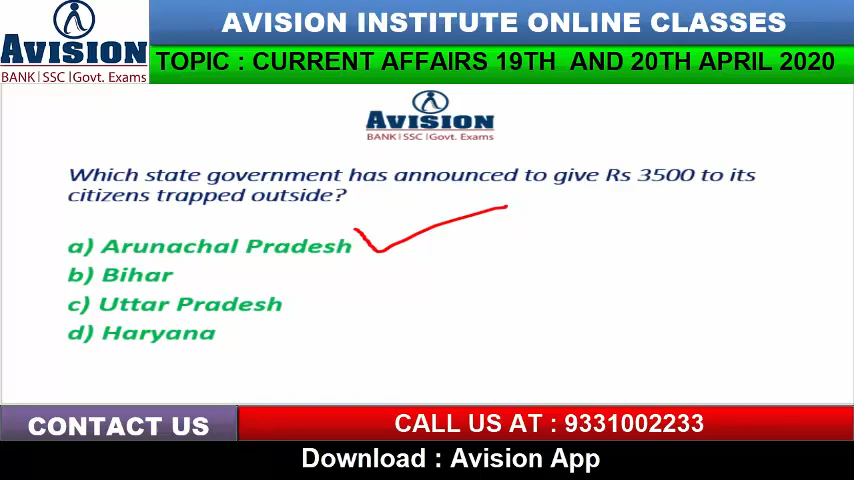 AVISION INSTITUTE ONLINE CLASSES
AVISION
BANK|SSC|Govt. Exams
TOPIC : CURRENT AFFAIRS 19TH AND 20TH APRIL 2020
AVISION
BANK|SSC|Govt. Exams
Which state government has announced to give Rs 3500 to its
citizens trapped outside?
a) Arunachal Pradesh
b) Bihar
c) Uttar Pradesh
d) Haryana
CONTACT US
CALL US AT : 9331002233
Download : Avision App